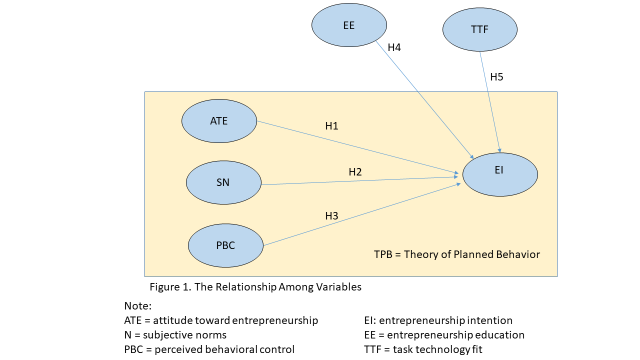 EE
TTF
H4
H5
ATE
H1
SN
H2
EI
H3
PBC
TPB = Theory of Planned Behavior
Figure 1. The Relationship Among Variables
Note:
ATE = attitude toward entrepreneurship
EI: entrepreneurship intention
N = subjective norms
EE = entrepreneurship education
PBC = perceived behavioral control
TTF = task technology fit